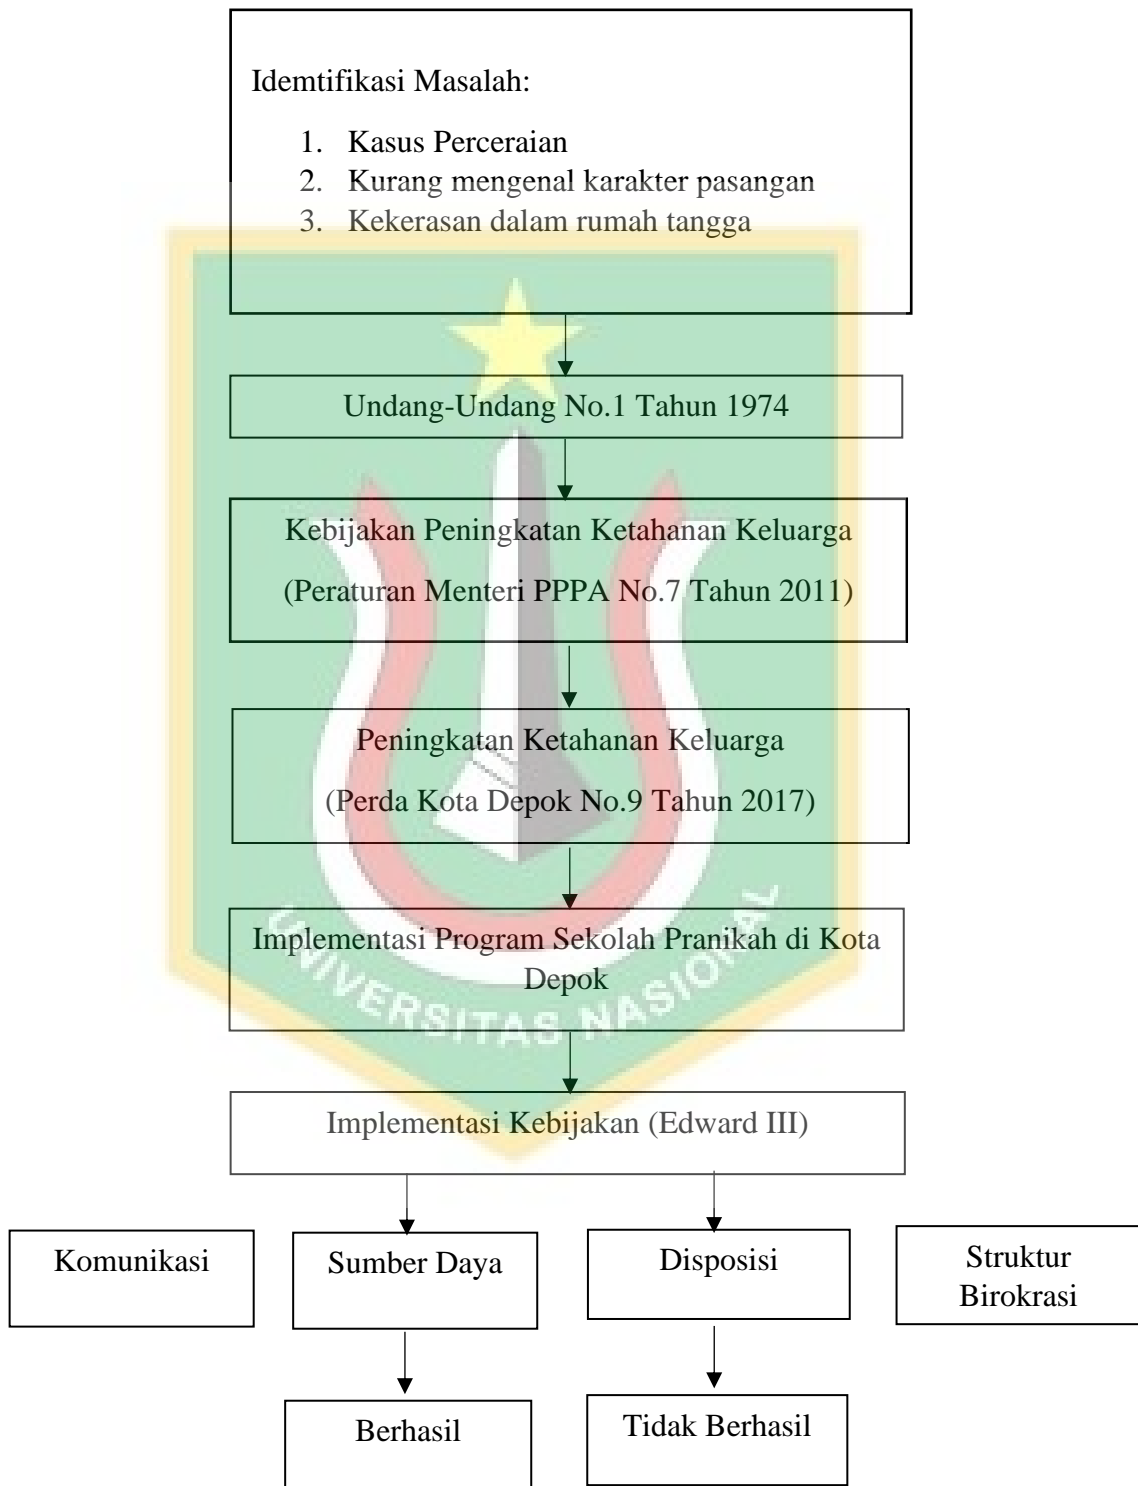 Idemtifikasi Masalah:
1. Kasus Perceraian
2. Kurang mengenal karakter pasangan
3. Kekerasan dalam rumah tangga
Undang-Undang No.1 Tahun 1974
Kebijakan Peningkatan Ketahanan Keluarga
(Peraturan Menteri PPPA No.7 Tahun 2011)
Peningkatan Ketahanan Keluarga
(Perda Kota Depok No.9 Tahun 2017)
Implementasi Program Sekolah Pranikah di Kota
Depok
UNIVERSITAS NASIONAL
Implementasi Kebijakan (Edward III)
Komunikasi
Sumber Daya
Disposisi
Struktur
Birokrasi
Berhasil
Tidak Berhasil